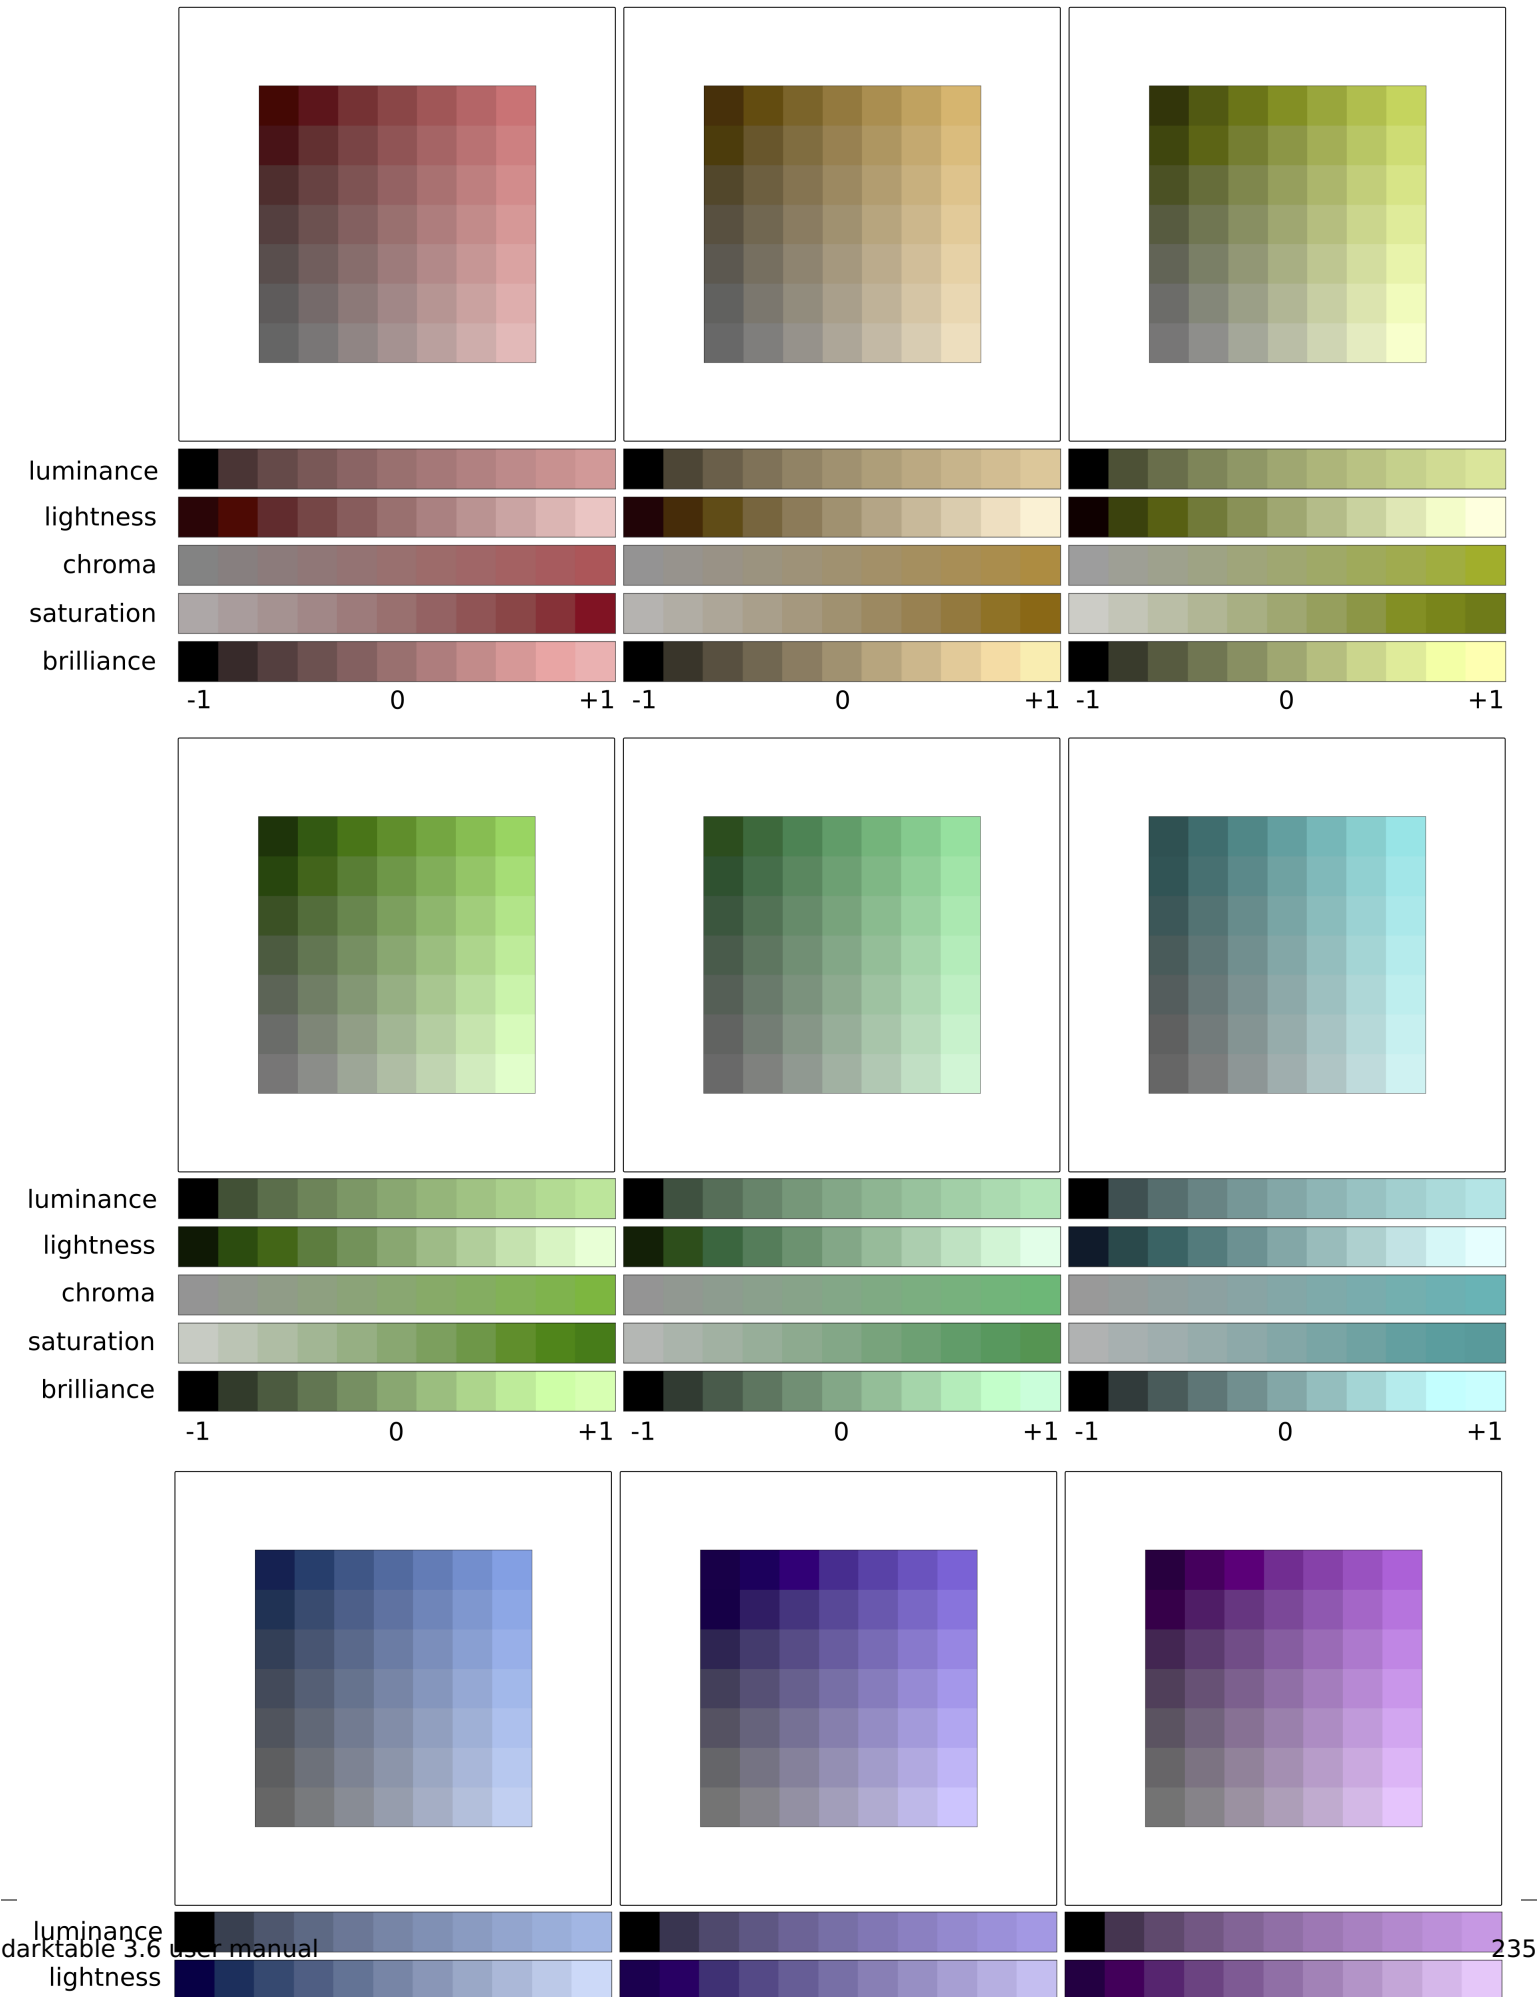 luminance
lightness
chroma
saturation
brilliance
-1 0 +1 -1 0 +1 -1 0 +1
luminance
lightness
chroma
saturation
brilliance
-1 0 +1 -1 0 +1 -1 0 +1
luminance
darktable 3.6 user manual 235
lightness